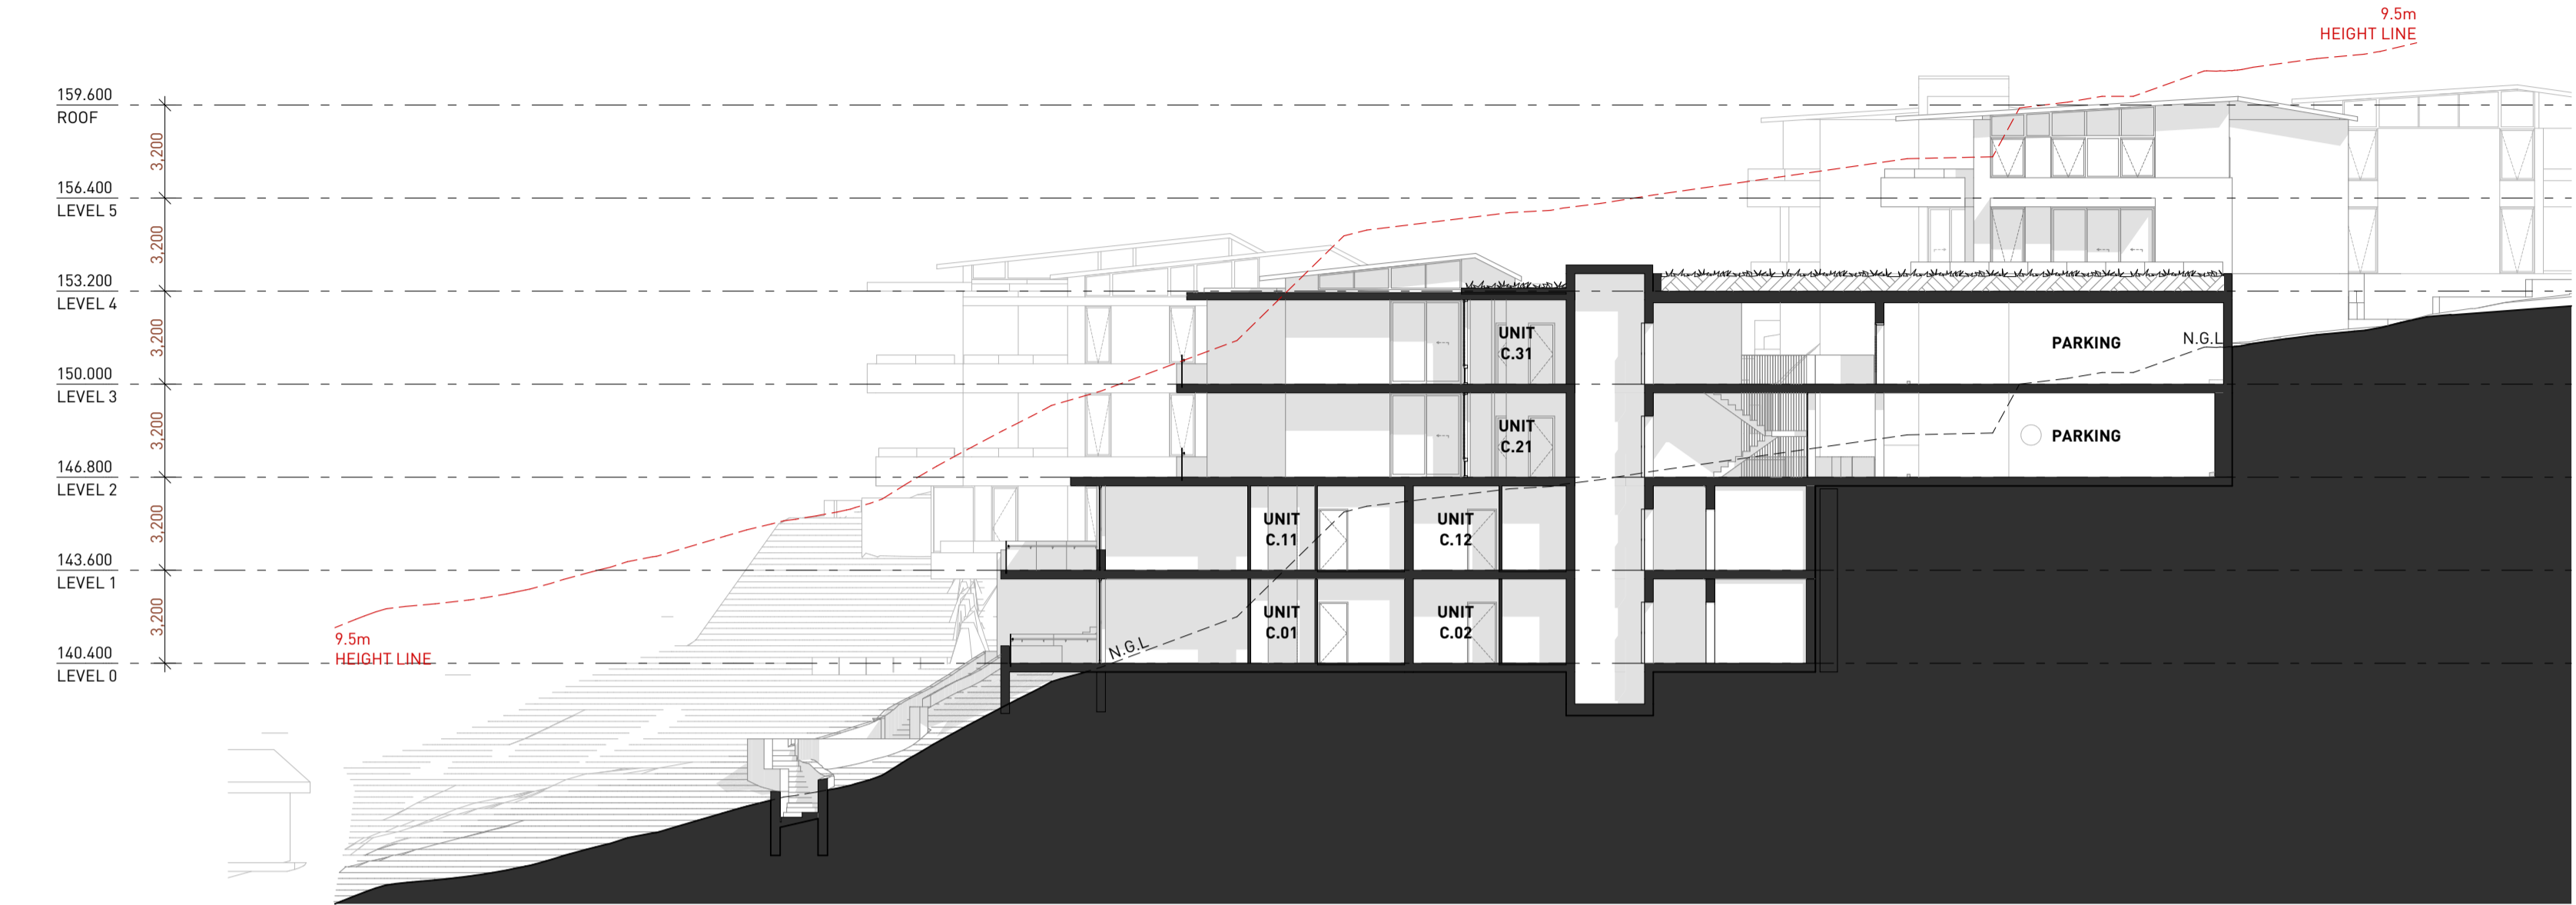 9.5m
HEIGHT LINE
159.600
ROOF
3,200
156.400
LEVEL 5
3,200
153.200
LEVEL 4
3,200
UNIT
C.31
PARKING
N.G.L
150.000
LEVEL 3
3,200
UNIT
C.21
PARKING
146.800
LEVEL 2
3,200
UNIT
C.11
UNIT
C.12
143.600
LEVEL 1
3,200
UNIT
C.01
UNIT
C.02
9.5m
HEIGHT LINE
N.G.L
140.400
LEVEL 0